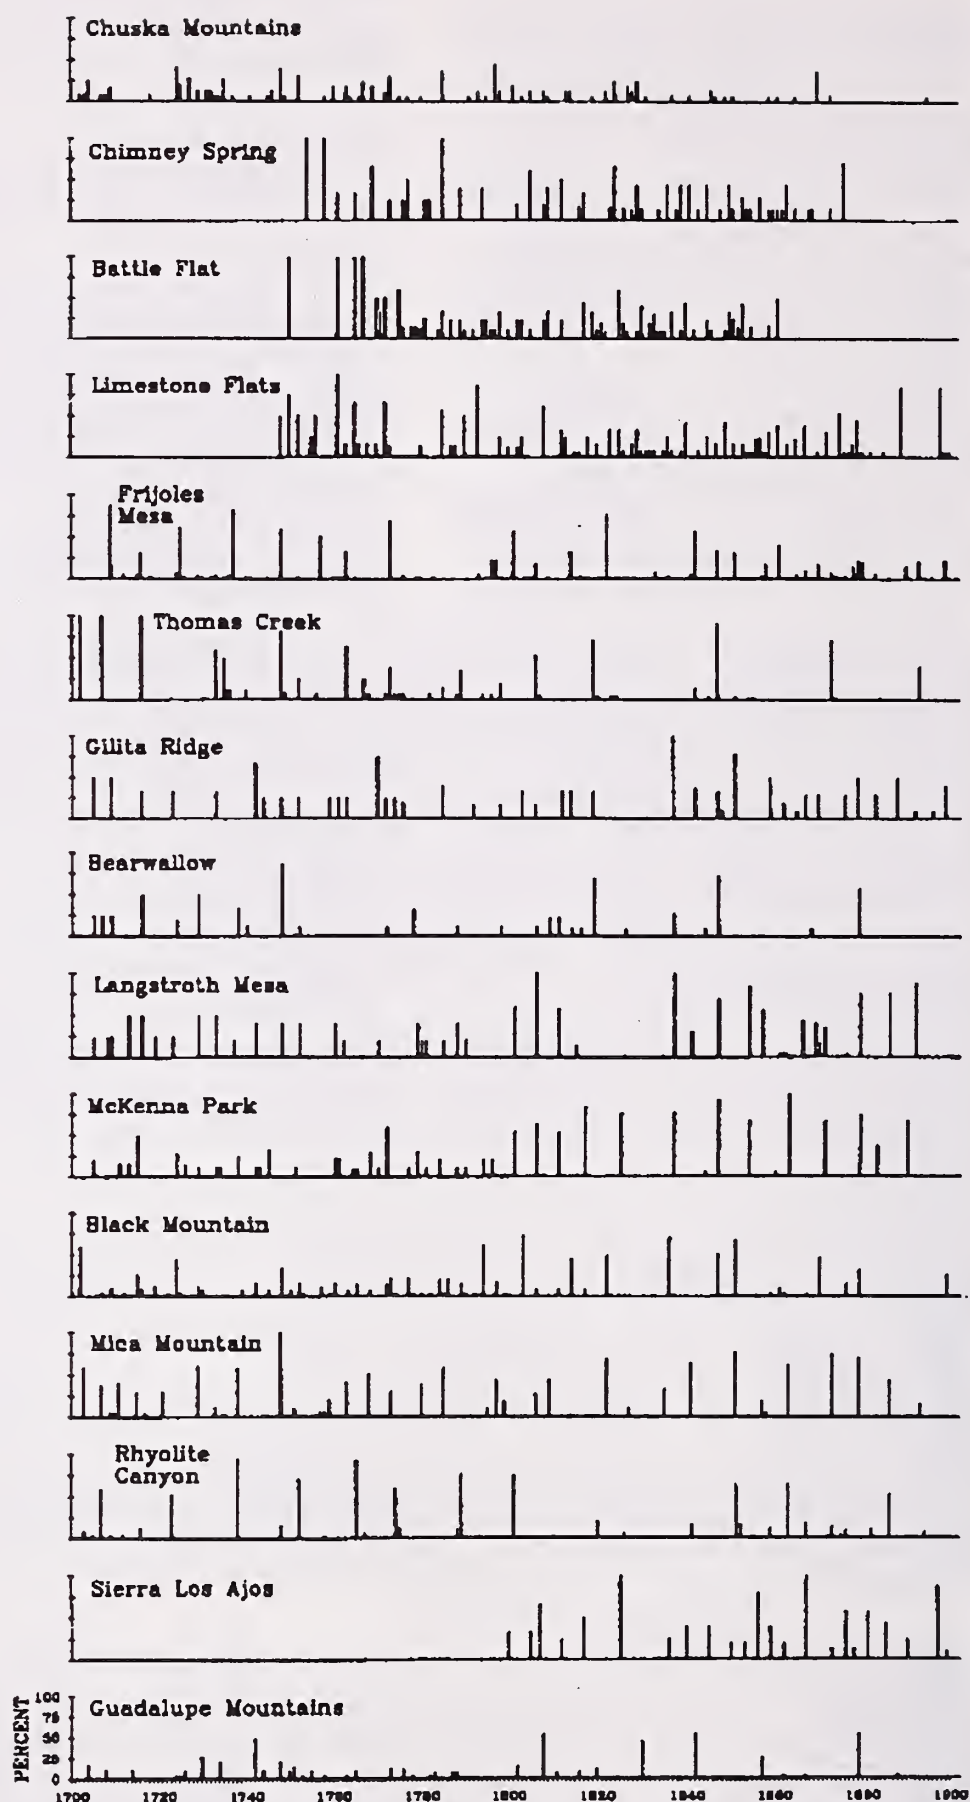 Chuska Mountains
Chimney Spring
Battle Flat
Limestone Flats
Frijoles
Mesa
Thomas Creek
Gilita Ridge
Bearwallow
Langstroth Mesa
McKenna Park
Black Mountain
Mica Mountain
Rhyolite
Canyon
Sierra Los Ajos
Guadalupe Mountains
PERCENT
100
75
50
25
0
1700 1720 1740 1760 1780 1800 1820 1840 1860 1880 1900